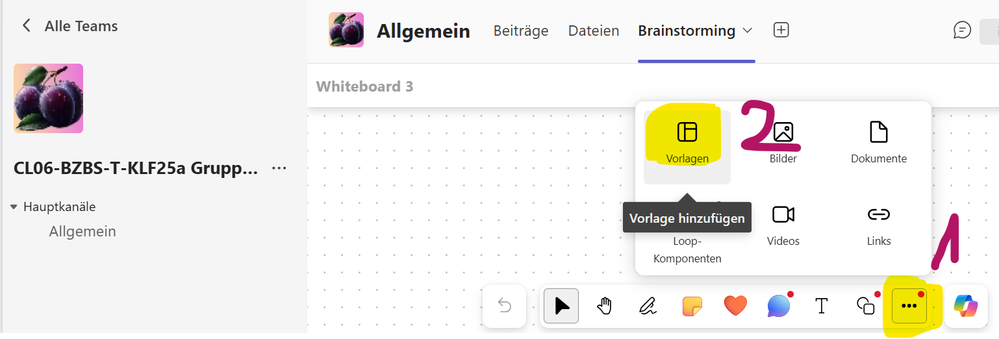 Alle Teams
Allgemein Beiträge Dateien Brainstorming
Whiteboard 3
CL06-BZBS-T-KLF25a Grupp... ...
Hauptkanäle
Allgemein
2
Vorlagen Bilder Dokumente
Vorlage hinzufügen
Loop-
Komponenten Videos Links
1
T